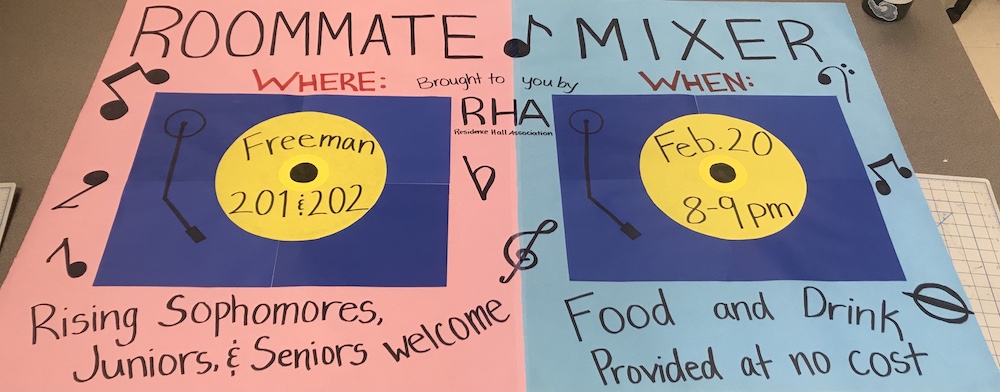 ROOMMATE MIXER
WHERE:
Brought to you by
WHEN:
RHA
Residence Hall Association
Freeman
201 & 202
Feb. 20
8-9 pm
Rising Sophomores,
Juniors, & Seniors welcome
Food and Drink
Provided at no cost